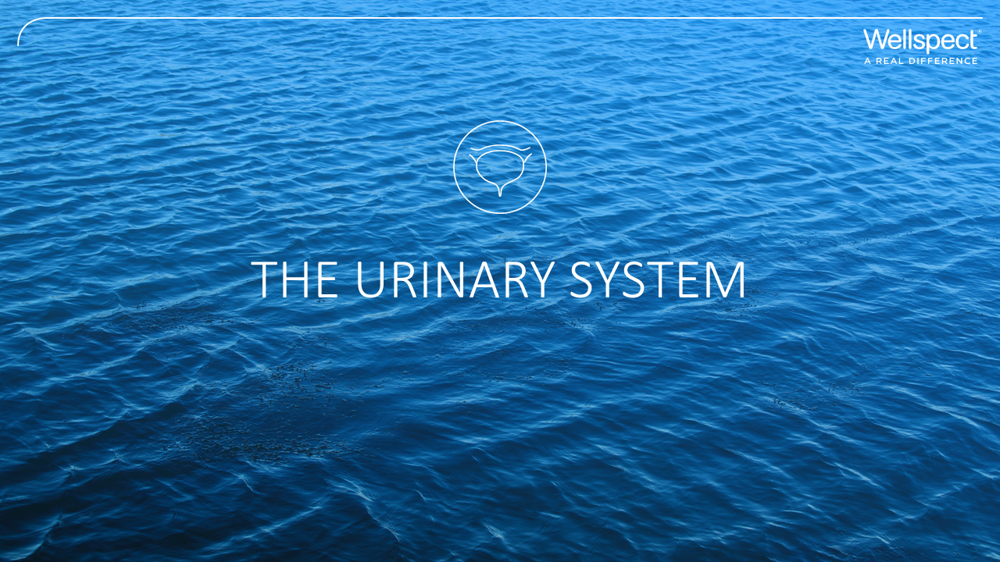 Wellspect®
A REAL DIFFERENCE
THE URINARY SYSTEM